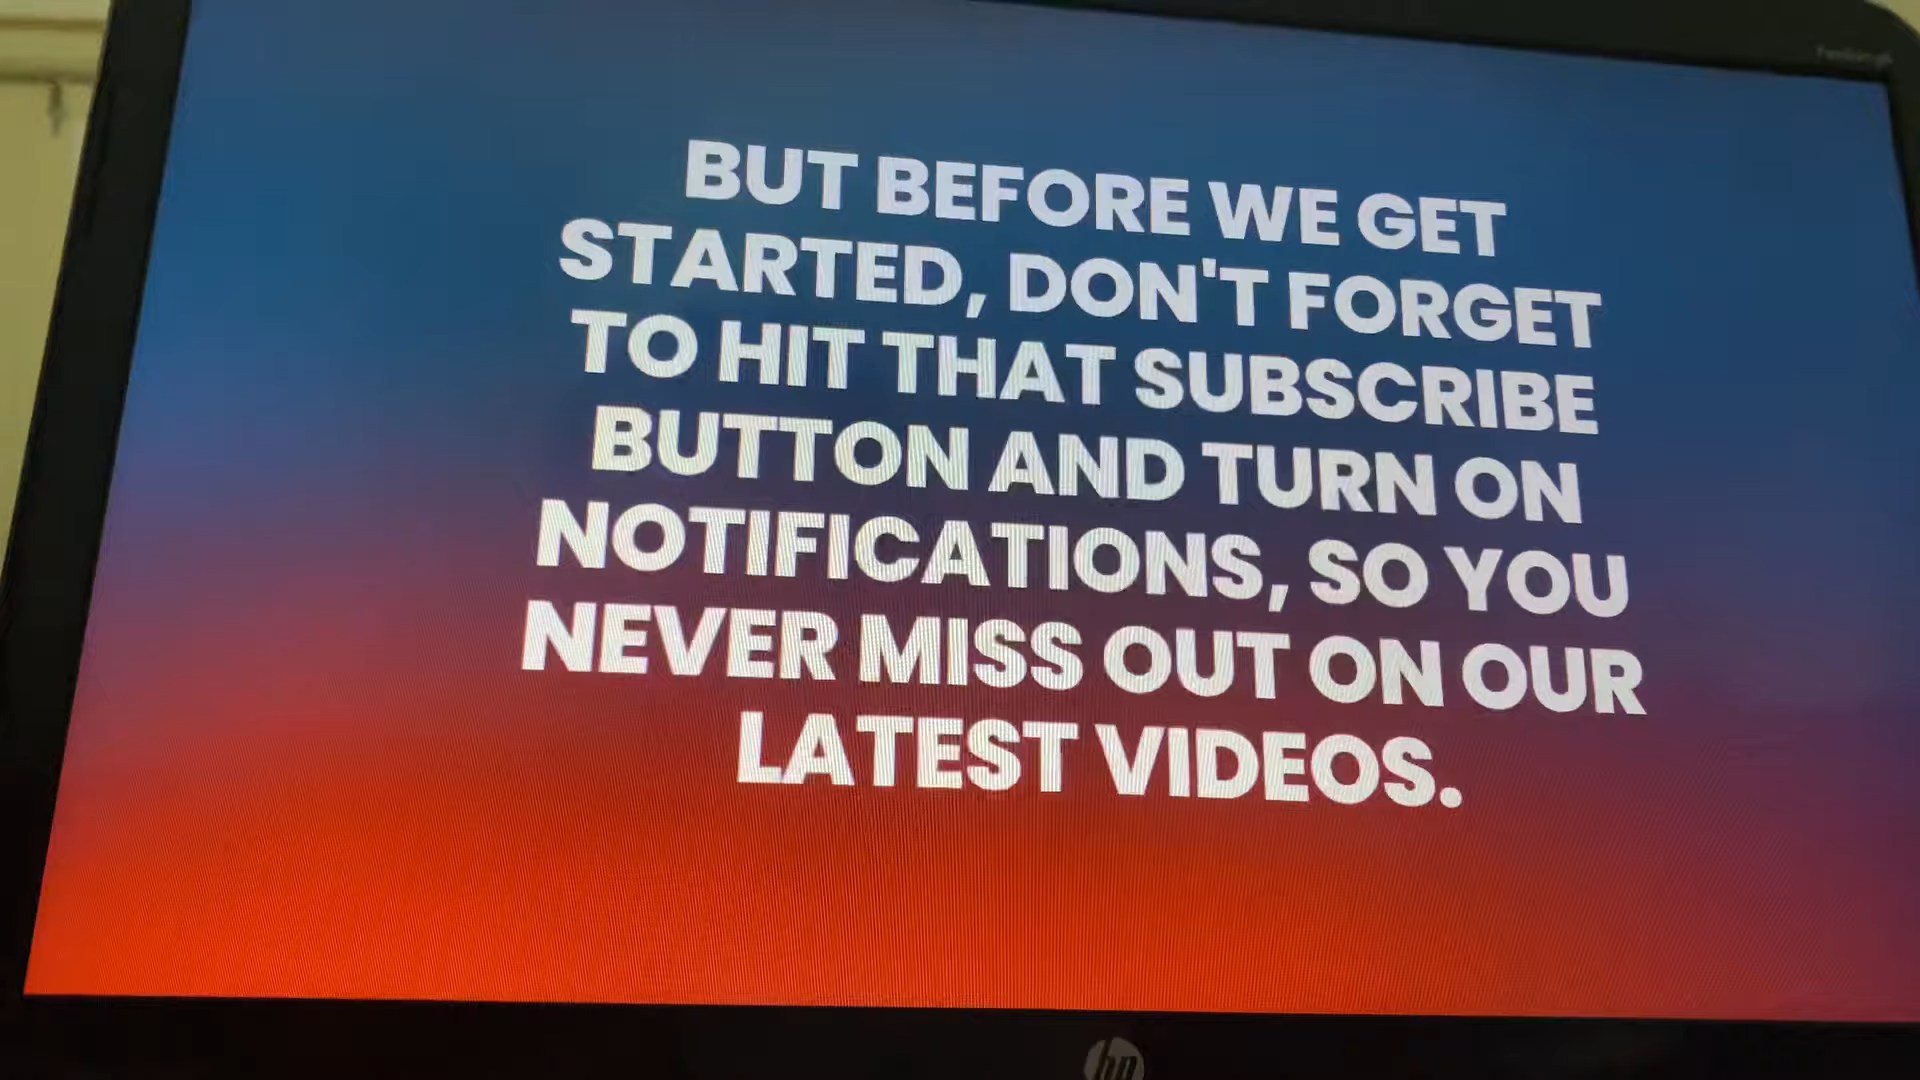 BUT BEFORE WE GET
STARTED, DON'T FORGET
TO HIT THAT SUBSCRIBE
BUTTON AND TURN ON
NOTIFICATIONS, SO YOU
NEVER MISS OUT ON OUR
LATEST VIDEOS.
hp